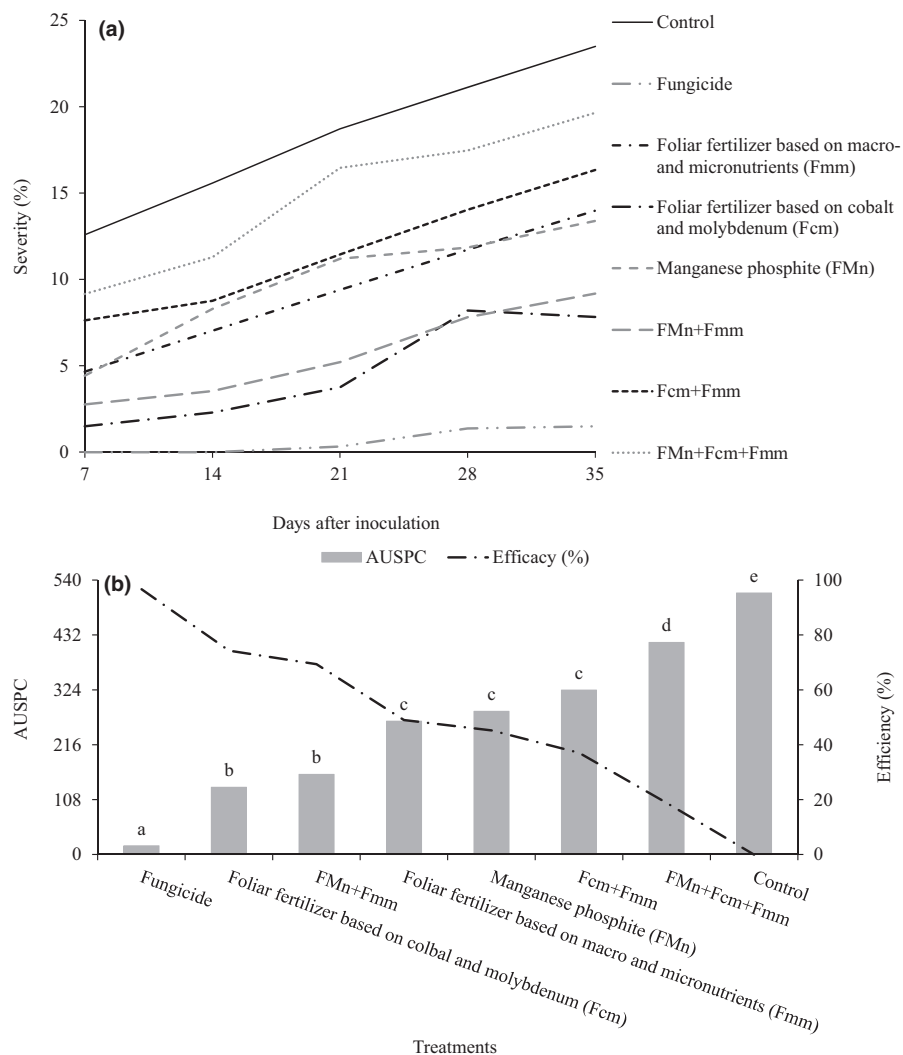 (a)
25
20
15
10
5
0
Severity (%)
7 14 21 28 35
Days after inoculation
Control
Fungicide
Foliar fertilizer based on macro-
and micronutrients (Fmm)
Foliar fertilizer based on cobalt
and molybdenum (Fcm)
Manganese phosphite (FMn)
FMn+Fmm
Fcm+Fmm
FMn+Fcm+Fmm
AUSPC Efficacy (%)
(b)
540
432
324
216
108
0
AUSPC
a b b c c c d e
100
80
60
40
20
0
Efficiency (%)
Fungicide
Foliar fertilizer based on colbal and molybdenum (Fcm)
FMn+Fmm
Foliar fertilizer based on macro and micronutrients (Fmm)
Manganese phosphite (FMn)
Fcm+Fmm
FMn+Fcm+Fmm
Control
Treatments